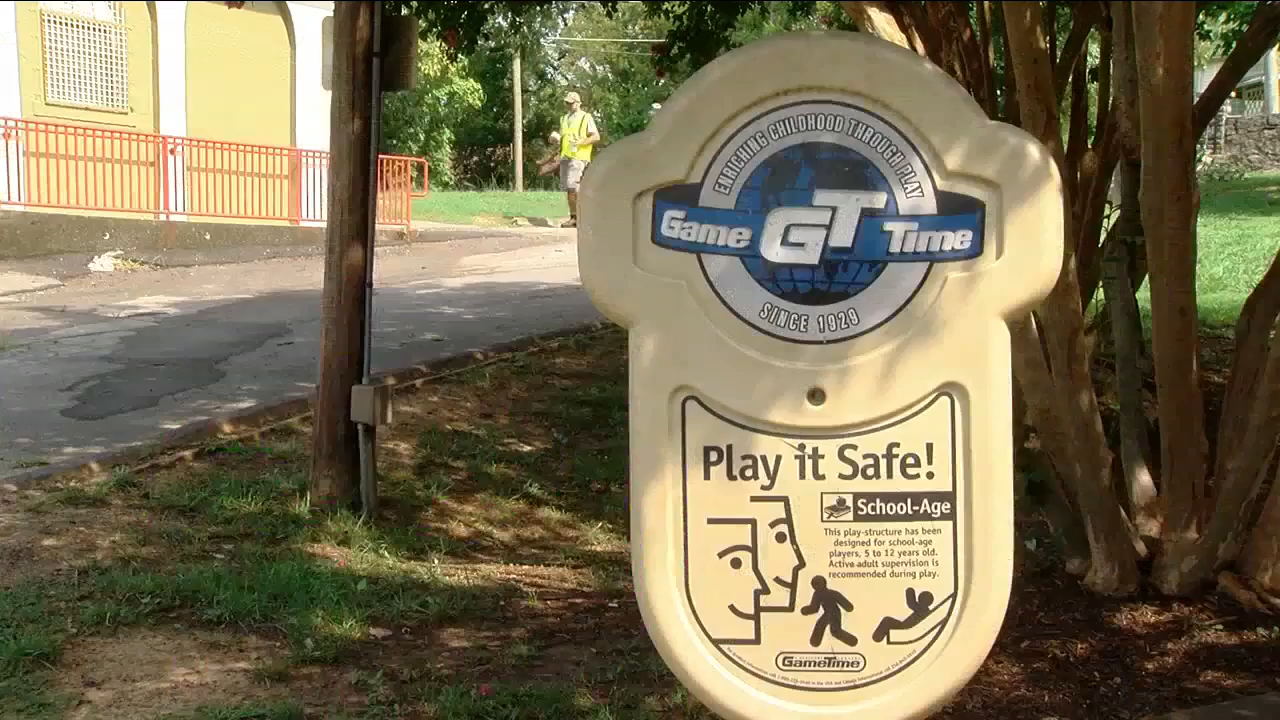 ENRICHING CHILDHOOD THROUGH PLAY
Game GT Time
SINCE 1929
Play it Safe!
School-Age
This play-structure has been
designed for school-age
players, 5 to 12 years old.
Active adult supervision is
recommended during play.
GameTime